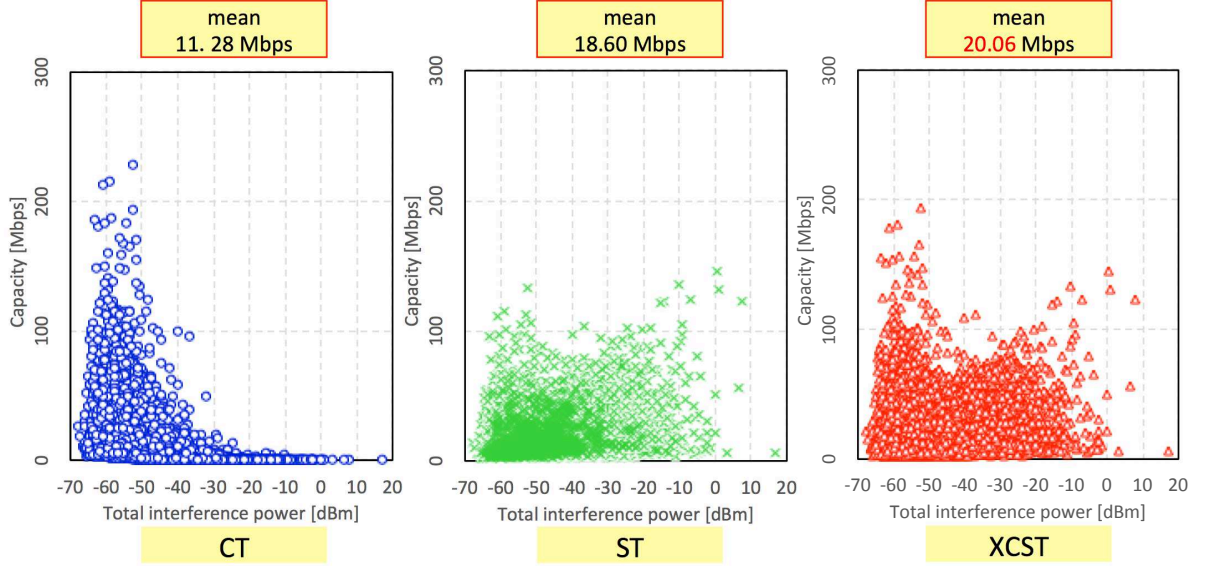 mean
11. 28 Mbps
mean
18.60 Mbps
mean
20.06 Mbps
300
200
100
0
Capacity [Mbps]
-70 -60 -50 -40 -30 -20 -10 0 10 20
Total interference power [dBm]
CT
300
200
100
0
Capacity [Mbps]
-70 -60 -50 -40 -30 -20 -10 0 10 20
Total interference power [dBm]
ST
300
200
100
0
Capacity [Mbps]
-70 -60 -50 -40 -30 -20 -10 0 10 20
Total interference power [dBm]
XCST